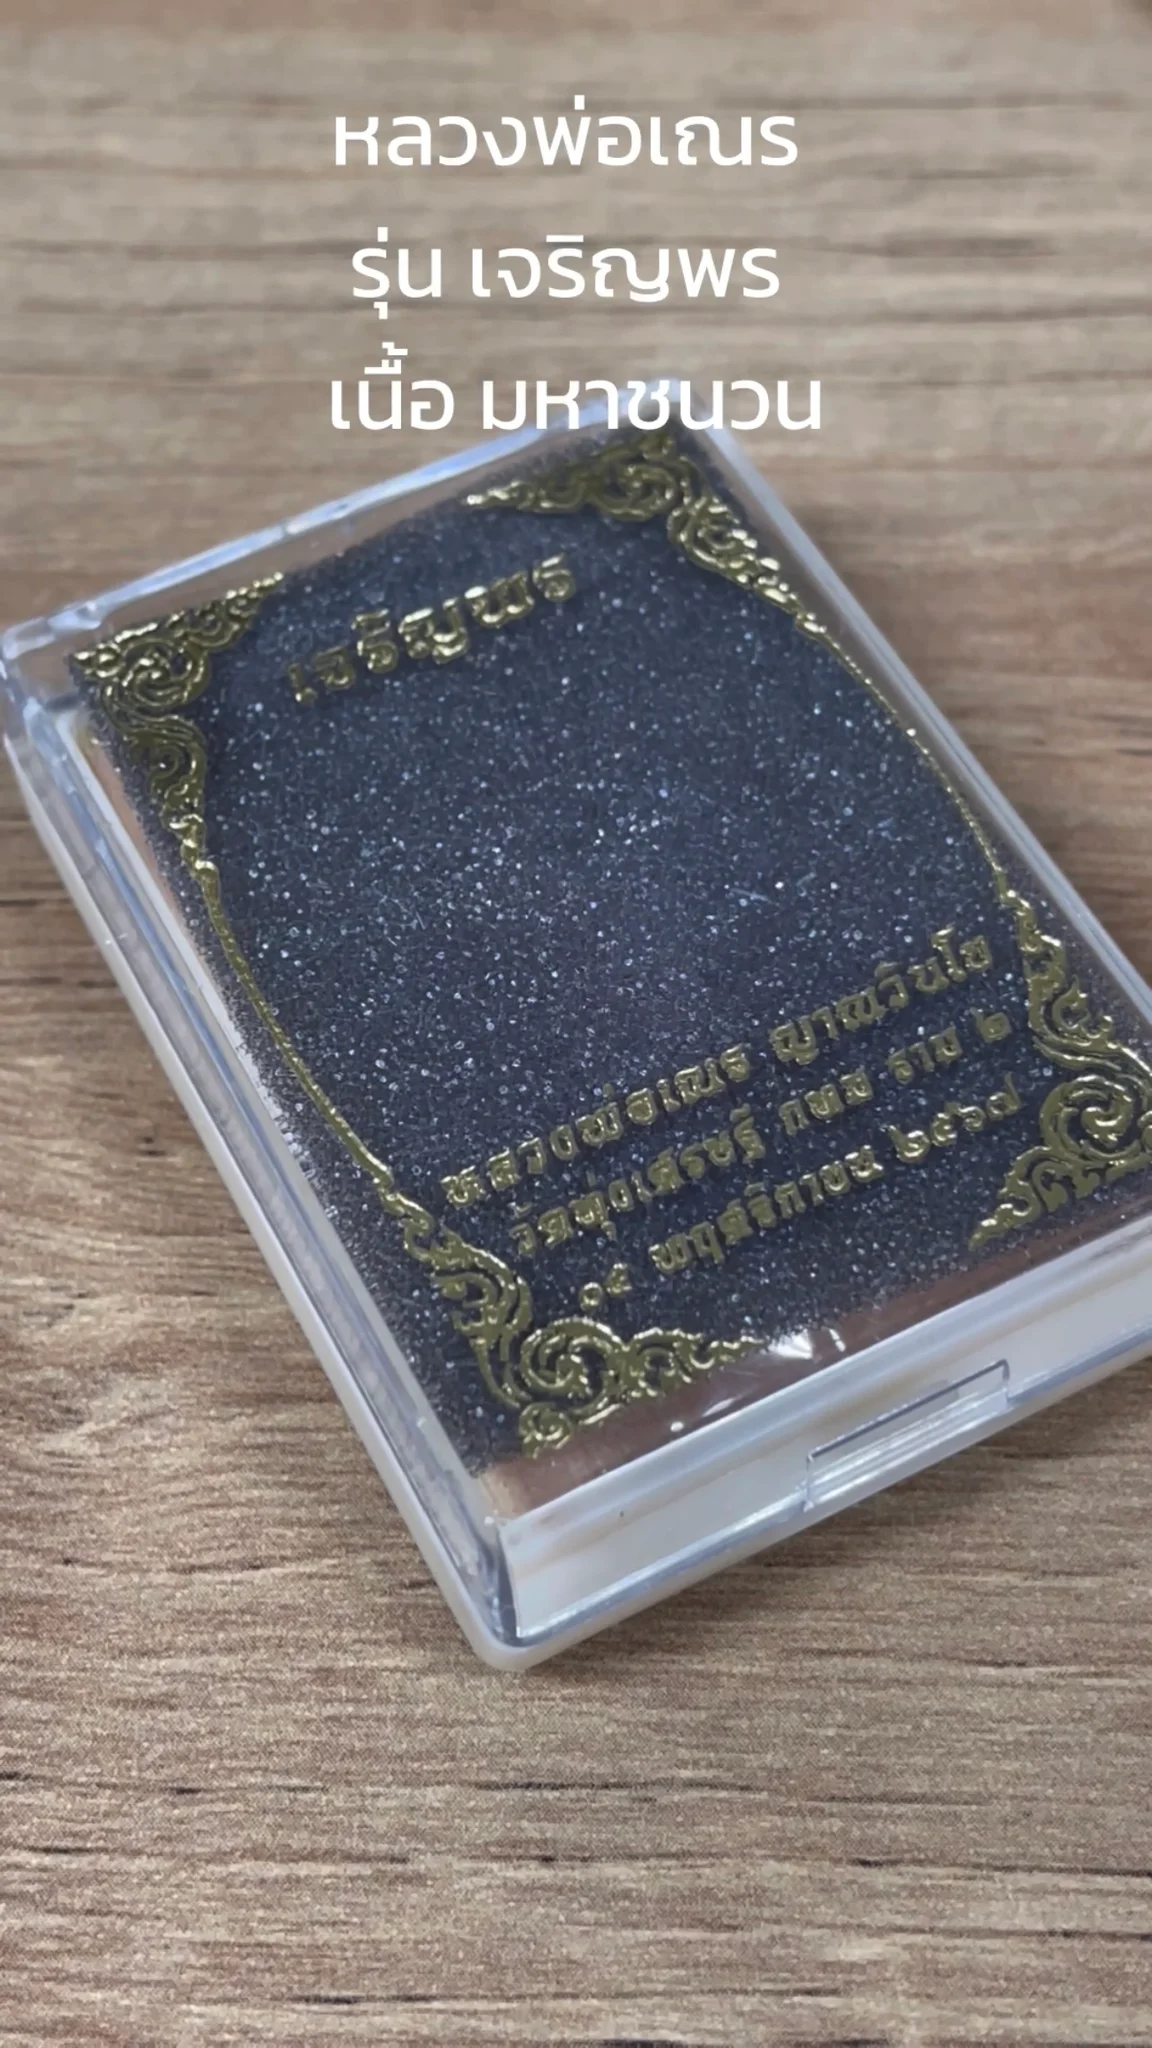 หลวงพ่อเณร
รุ่น เจริญพร
เนื้อ มหาชนวน
เจริญพร
หลวงพ่อเณร ญาณวินโย
วัดทุ่งเศรษฐี กทส ราม ๒
๑๕ พฤศจิกายน ๒๕๖๗